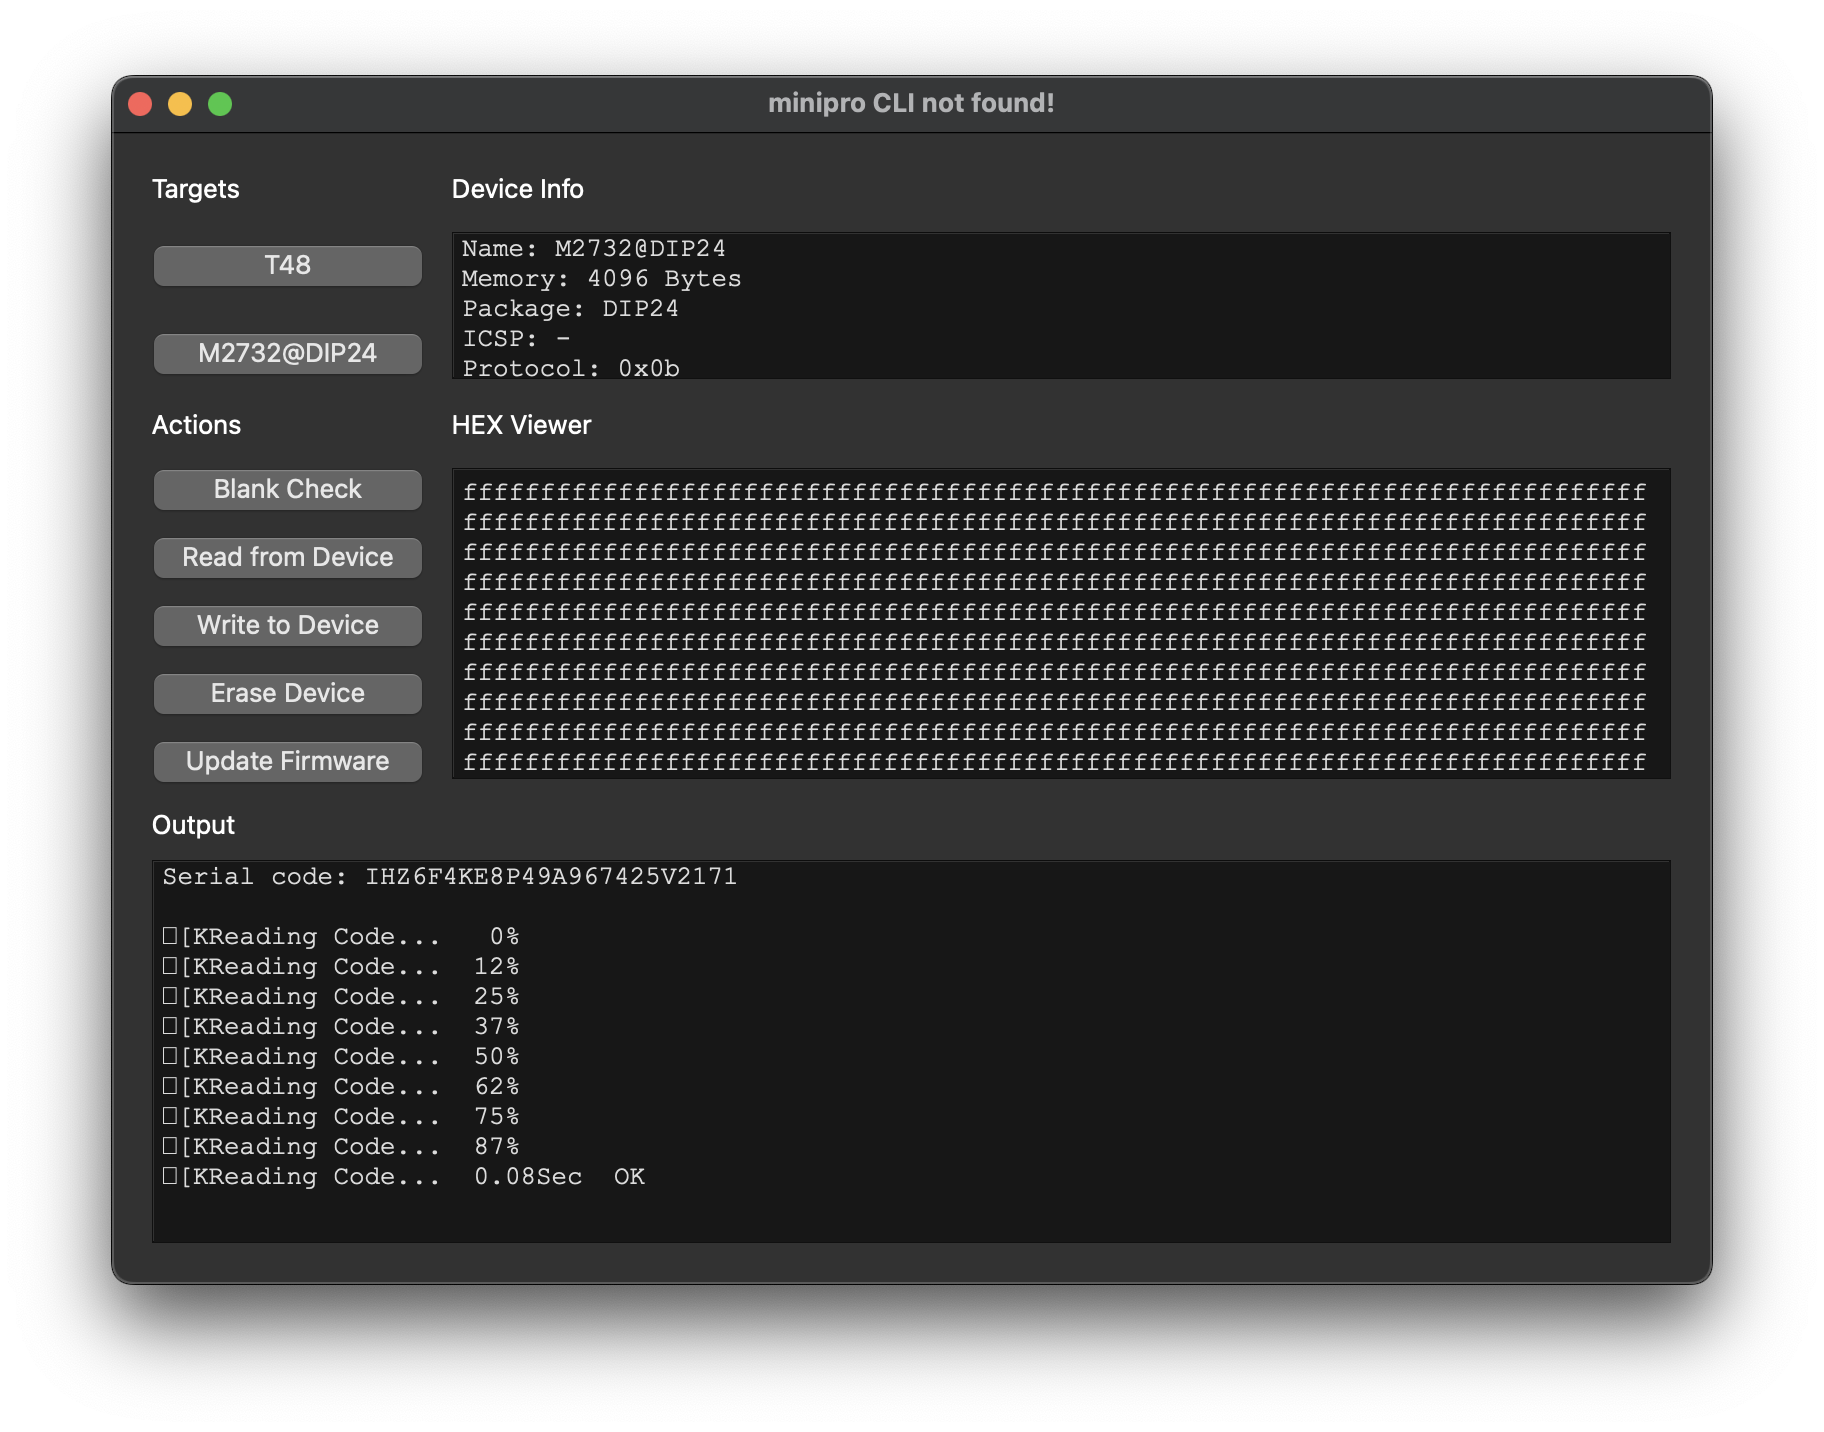 minipro CLI not found!
Targets
T48
M2732@DIP24
Device Info
Name: M2732@DIP24
Memory: 4096 Bytes
Package: DIP24
ICSP: -
Protocol: 0x0b
Actions
Blank Check
Read from Device
Write to Device
Erase Device
Update Firmware
HEX Viewer
ffffffffffffffffffffffffffffffffffffffffffffffffffffffffffffffffffffffffffff
ffffffffffffffffffffffffffffffffffffffffffffffffffffffffffffffffffffffffffff
ffffffffffffffffffffffffffffffffffffffffffffffffffffffffffffffffffffffffffff
ffffffffffffffffffffffffffffffffffffffffffffffffffffffffffffffffffffffffffff
ffffffffffffffffffffffffffffffffffffffffffffffffffffffffffffffffffffffffffff
ffffffffffffffffffffffffffffffffffffffffffffffffffffffffffffffffffffffffffff
ffffffffffffffffffffffffffffffffffffffffffffffffffffffffffffffffffffffffffff
ffffffffffffffffffffffffffffffffffffffffffffffffffffffffffffffffffffffffffff
ffffffffffffffffffffffffffffffffffffffffffffffffffffffffffffffffffffffffffff
ffffffffffffffffffffffffffffffffffffffffffffffffffffffffffffffffffffffffffff
Output
Serial code: IHZ6F4KE8P49A967425V2171
□[KReading Code...   0%
□[KReading Code...  12%
□[KReading Code...  25%
□[KReading Code...  37%
□[KReading Code...  50%
□[KReading Code...  62%
□[KReading Code...  75%
□[KReading Code...  87%
□[KReading Code...  0.08Sec  OK